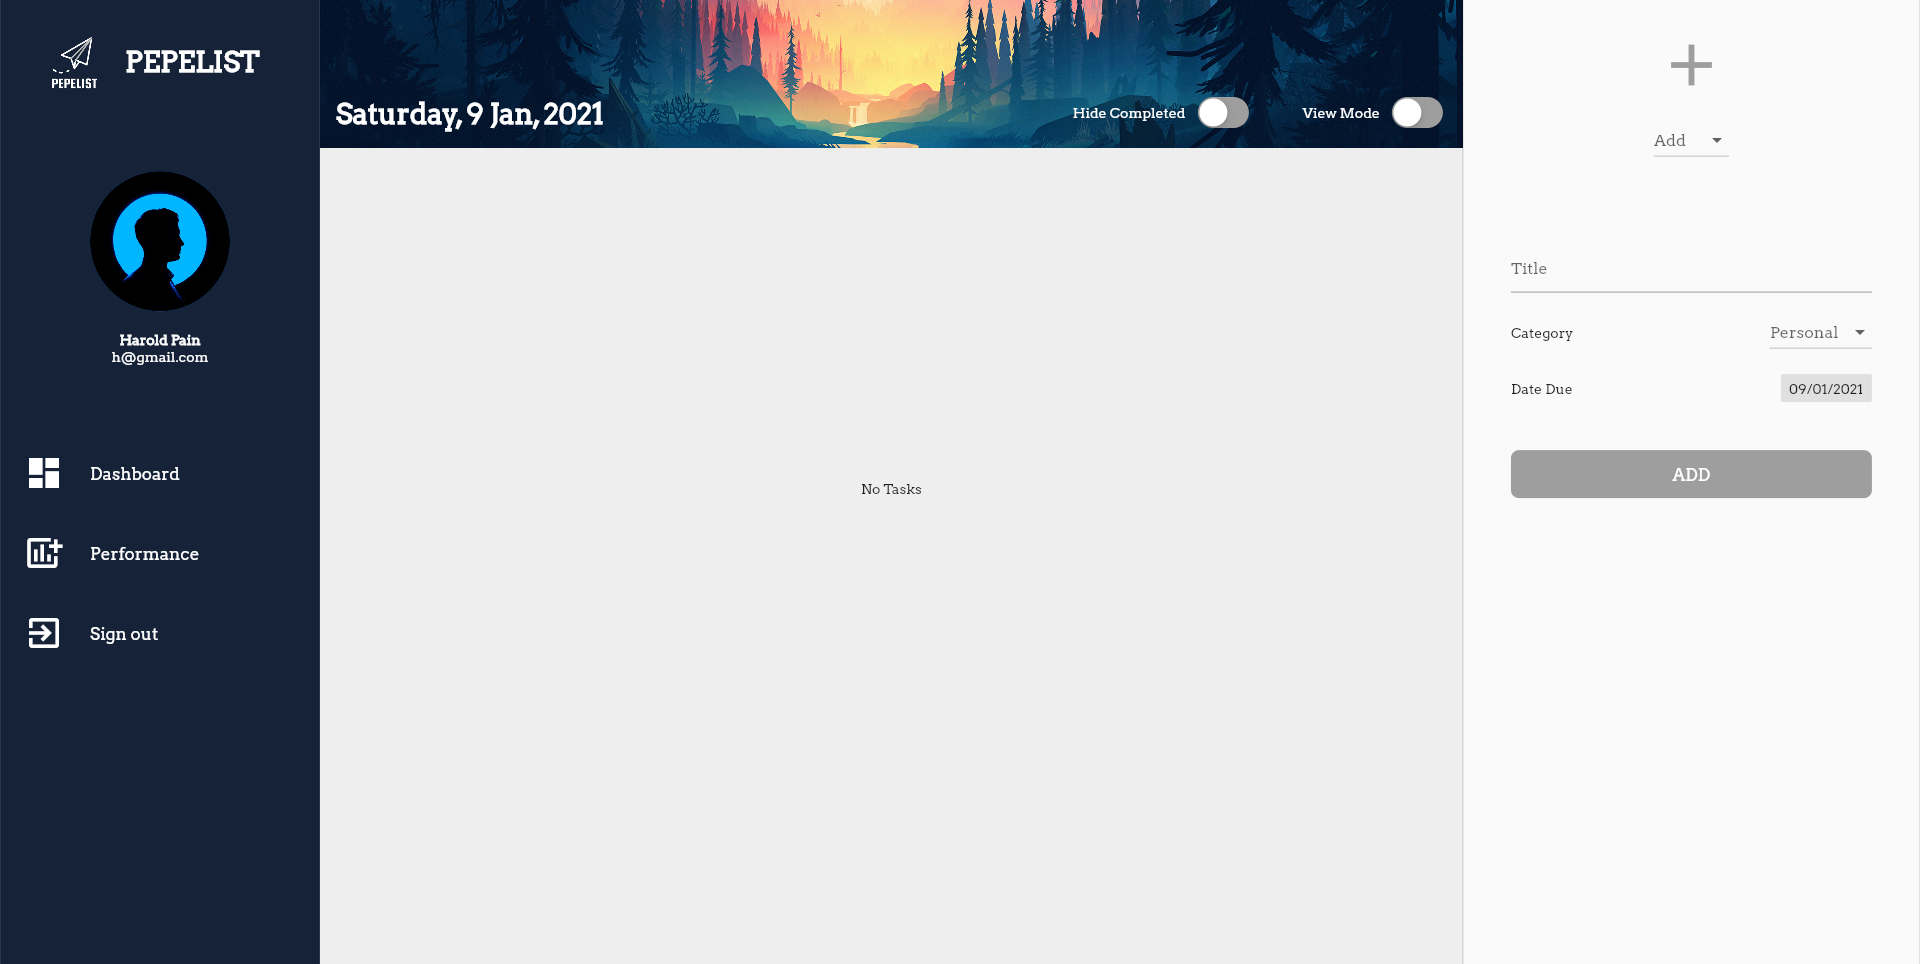 PEPELIST
PEPELIST
Harold Pain
h@gmail.com
Dashboard
Performance
Sign out
Saturday, 9 Jan, 2021
Hide Completed
View Mode
No Tasks
Add
Title
Category
Personal
Date Due
09/01/2021
ADD